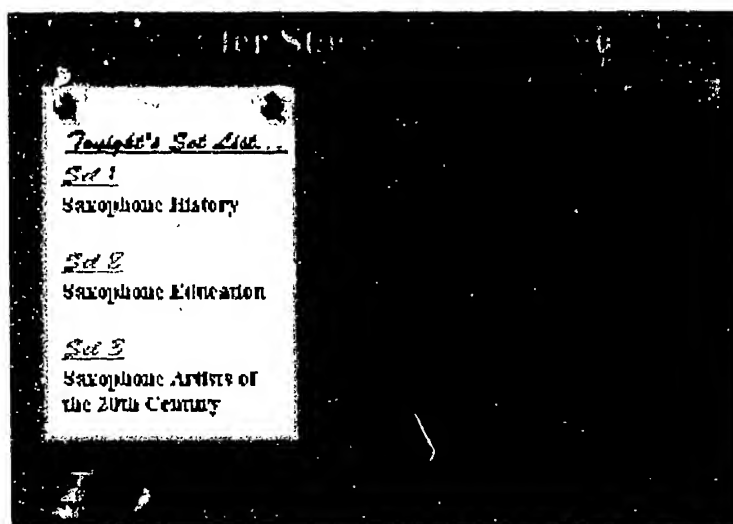 Tonight's Set List...
Set 1
Saxophone History
Set 2
Saxophone Education
Set 3
Saxophone Artists of
the 20th Century